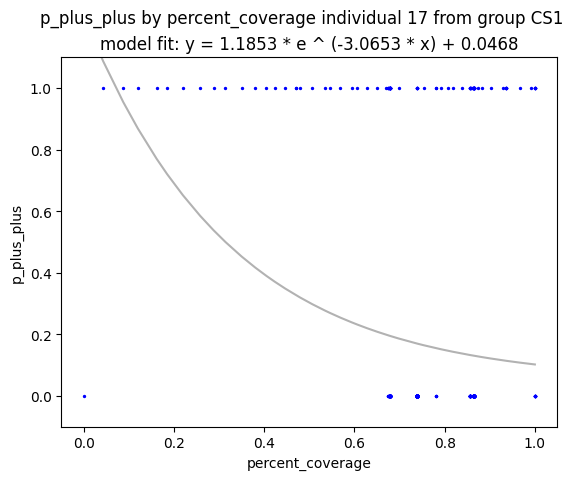 p_plus_plus by percent_coverage individual 17 from group CS1
model fit: y = 1.1853 * e ^ (-3.0653 * x) + 0.0468
1.0
0.8
0.6
0.4
0.2
0.0
p_plus_plus
0.0 0.2 0.4 0.6 0.8 1.0
percent_coverage